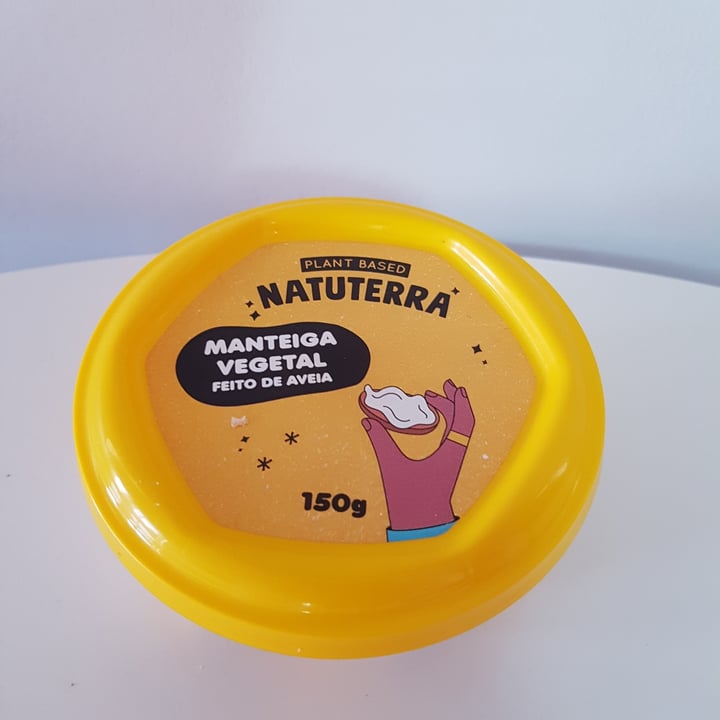 PLANT BASED
NATUTERRA
MANTEIGA
VEGETAL
FEITO DE AVEIA
150g